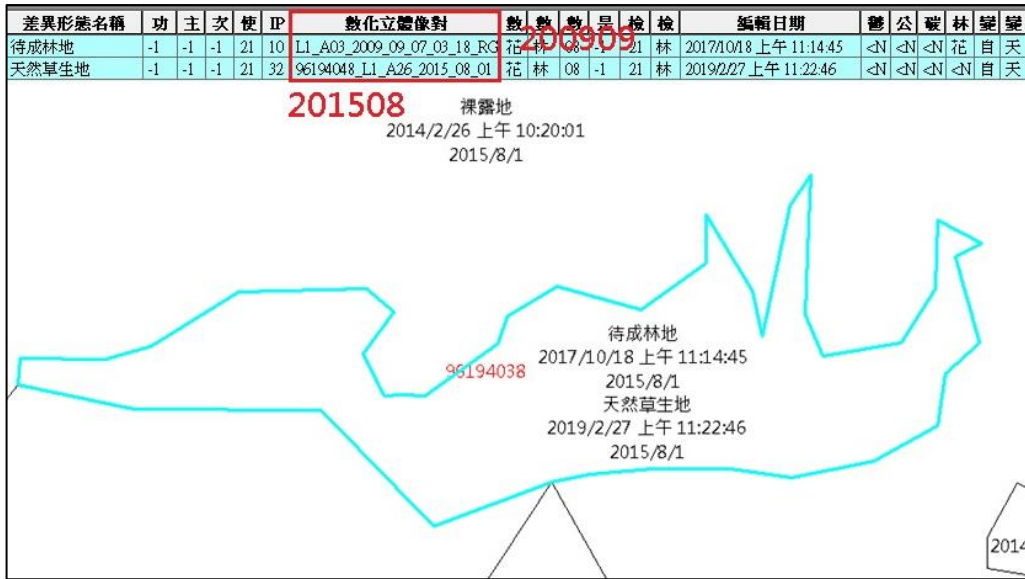 差異形態名稱 功 主 次 使 IP 數化立體像對 數 數 數 是 檢 檢 編輯日期 鬱 公 碳 林 變 變
待成林地 -1 -1 -1 21 10 L1_A03_2009_09_07_03_18_RG 花 林 08 -1 21 林 2017/10/18 上午 11:14:45 <N <N <N 花 自 天
200909
天然草生地 -1 -1 -1 21 32 96194048_L1_A26_2015_08_01 花 林 08 -1 21 林 2019/2/27 上午 11:22:46 <N <N <N <N 自 天
201508
裸露地
2014/2/26 上午 10:20:01
2015/8/1
待成林地
2017/10/18 上午 11:14:45
96194038
2015/8/1
天然草生地
2019/2/27 上午 11:22:46
2015/8/1
2014